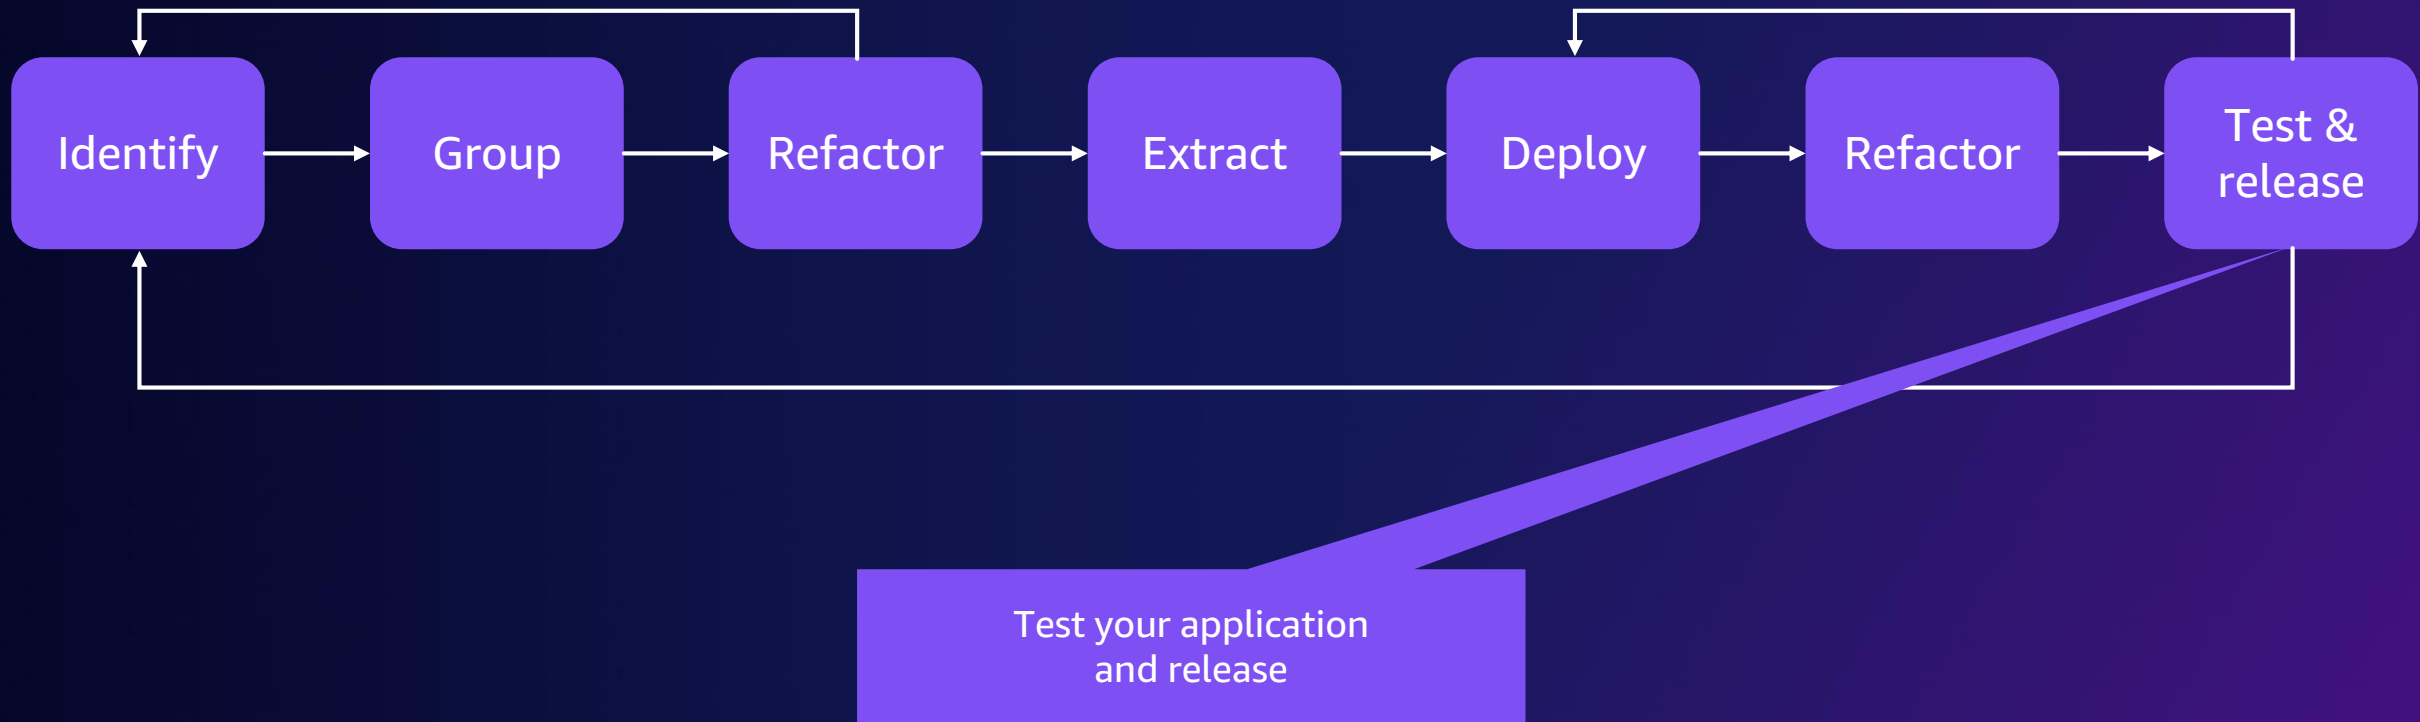 Identify
Group
Refactor
Extract
Deploy
Refactor
Test &
release
Test your application
and release